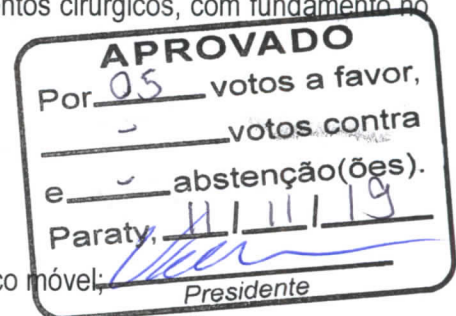 entos cirúrgicos, com fundamento no
APROVADO
Por 05 votos a favor,
- votos contra
e - abstenção(ões).
Paraty, 11 / 11 / 19
co móvel;
Presidente